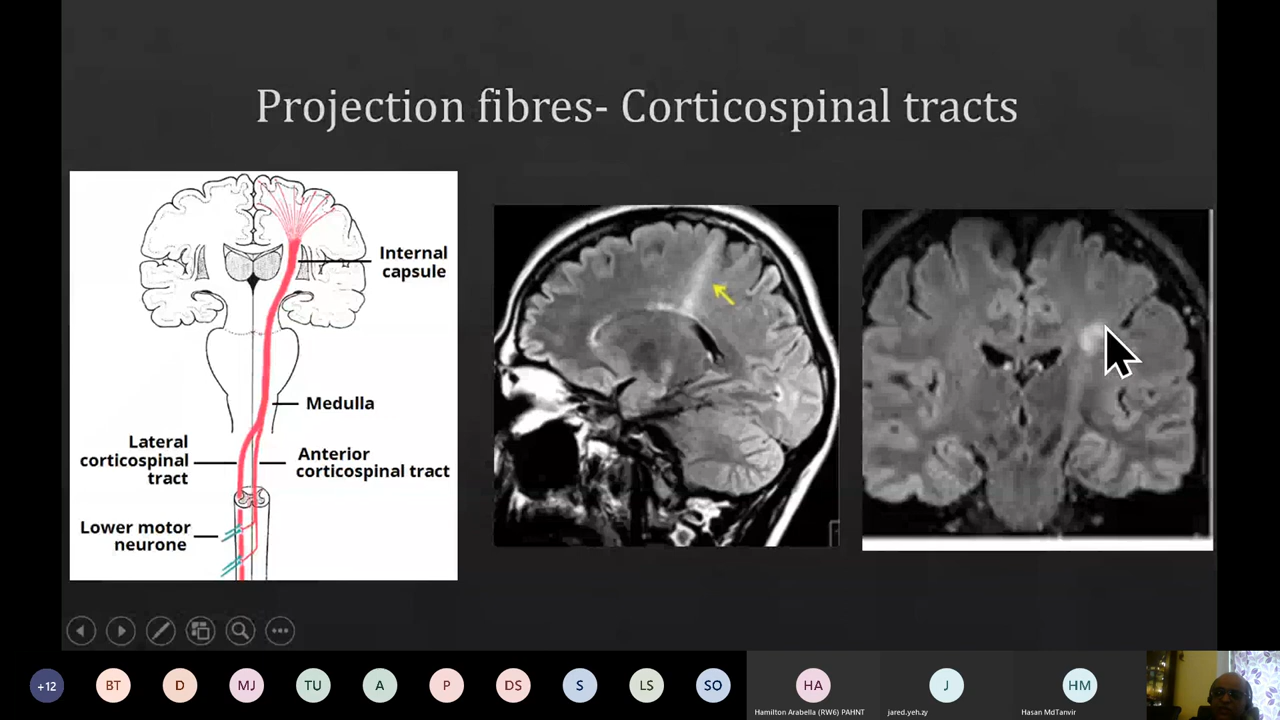 Projection fibres- Corticospinal tracts
Internal
capsule
Medulla
Lateral
corticospinal
tract
Anterior
corticospinal tract
Lower motor
neurone
+12
BT
D
MJ
TU
A
P
DS
S
LS
SO
HA
J
HM
Hamilton Arabella (RW6) PAHNT
jared.yeh.zy
Hasan MdTanvir